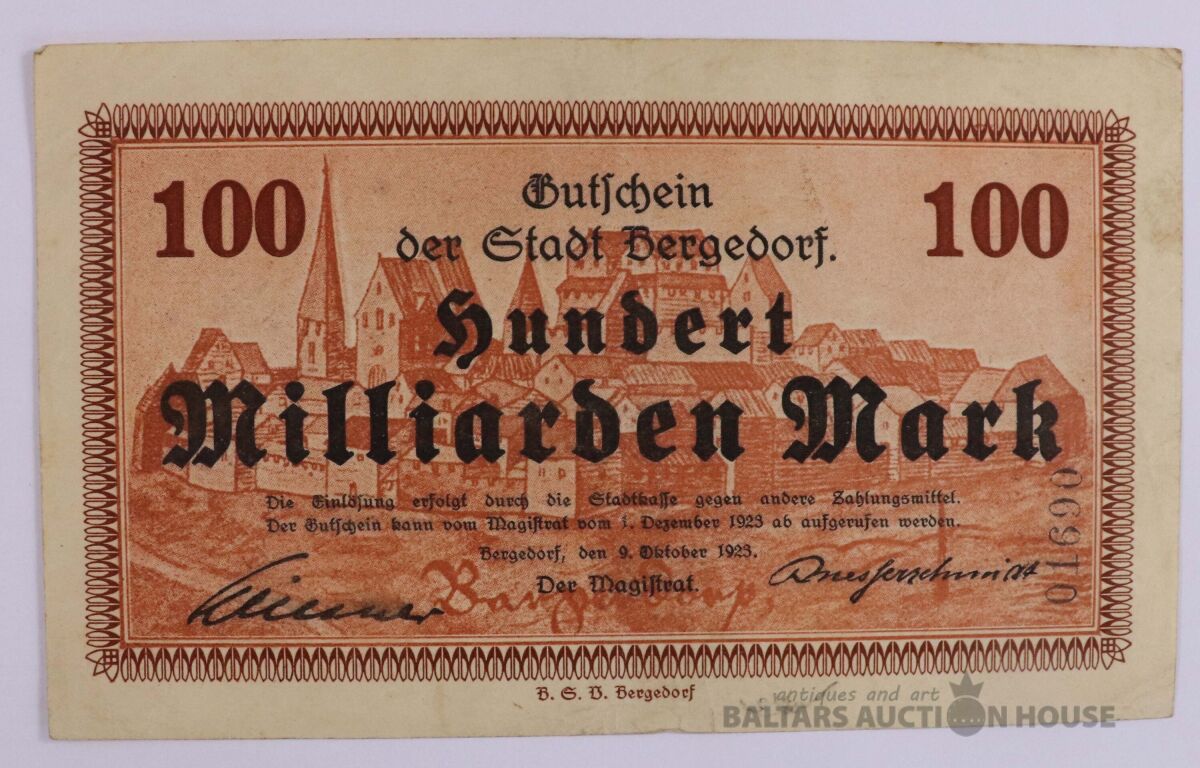 100
100
Gutschein
der Stadt Bergedorf.
Hundert
Milliarden Mark
Die Einlösung erfolgt durch die Stadtkasse gegen andere Zahlungsmittel.
Der Gutschein kann vom Magistrat vom 1. Dezember 1923 ab aufgerufen werden.
Bergedorf, den 9. Oktober 1923.
Der Magistrat.
Bargerdorp,
B. S. V. Bergedorf
antiques and art
BALTARS AUCTION HOUSE